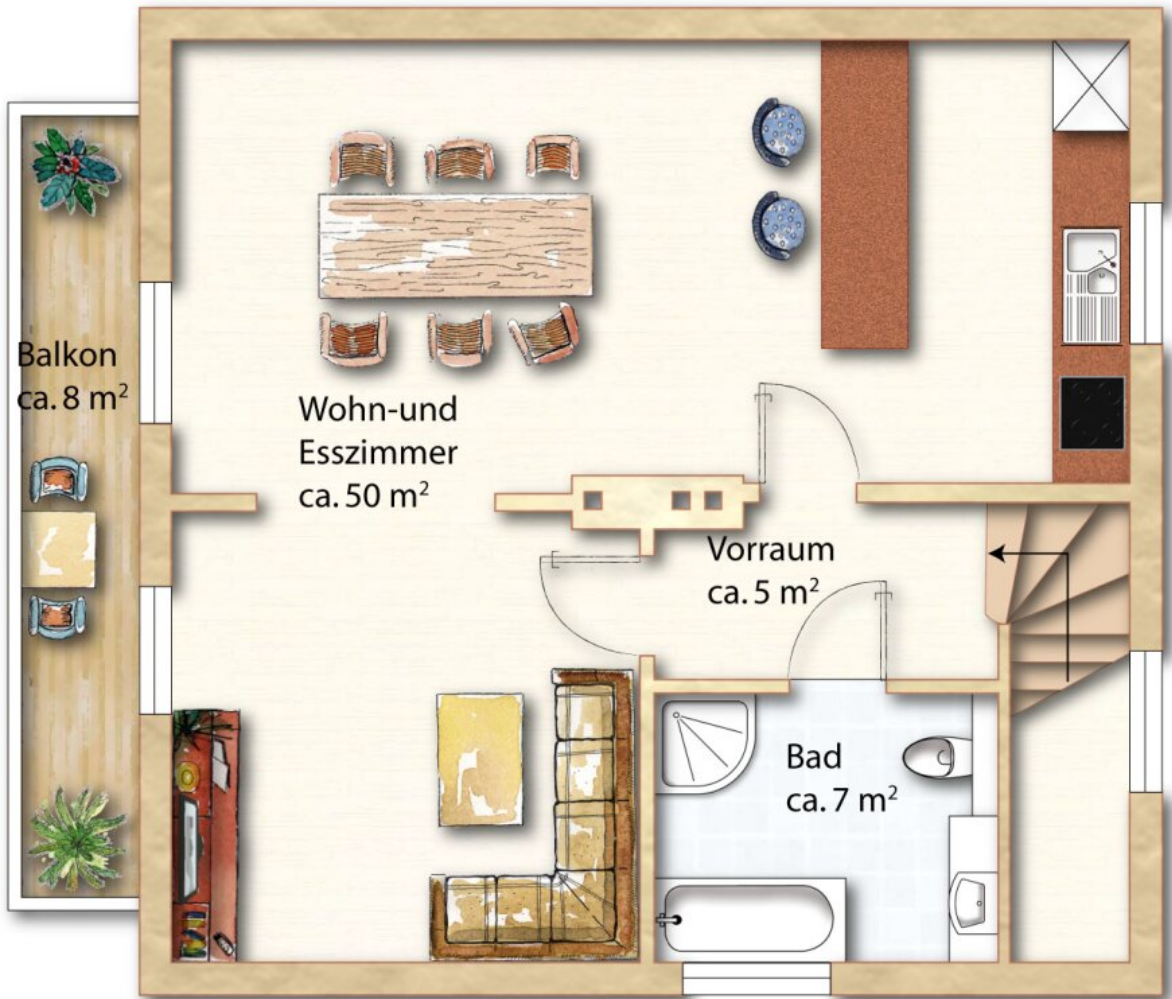 Balkon
ca. 8 m²
Wohn-und
Esszimmer
ca. 50 m²
Vorraum
ca. 5 m²
Bad
ca. 7 m²